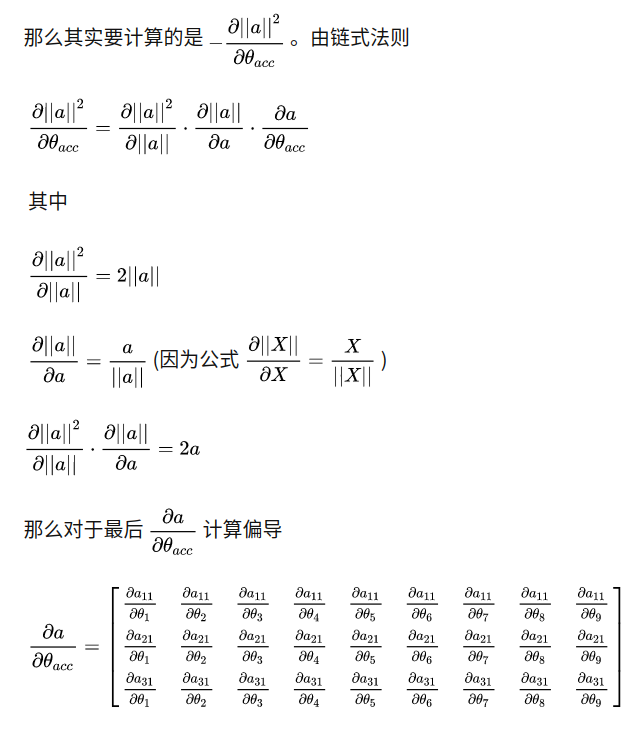 那么其实要计算的是 $-\frac{\partial ||a||^2}{\partial \theta_{acc}}$ 。由链式法则
$\frac{\partial ||a||^2}{\partial \theta_{acc}} = \frac{\partial ||a||^2}{\partial ||a||} \cdot \frac{\partial ||a||}{\partial a} \cdot \frac{\partial a}{\partial \theta_{acc}}$
其中
$\frac{\partial ||a||^2}{\partial ||a||} = 2||a||$
$\frac{\partial ||a||}{\partial a} = \frac{a}{||a||}$ (因为公式 $\frac{\partial ||X||}{\partial X} = \frac{X}{||X||}$ )
$\frac{\partial ||a||^2}{\partial ||a||} \cdot \frac{\partial ||a||}{\partial a} = 2a$
那么对于最后 $\frac{\partial a}{\partial \theta_{acc}}$ 计算偏导
$\frac{\partial a}{\partial \theta_{acc}} = \begin{bmatrix} \frac{\partial a_{11}}{\partial \theta_1} & \frac{\partial a_{11}}{\partial \theta_2} & \frac{\partial a_{11}}{\partial \theta_3} & \frac{\partial a_{11}}{\partial \theta_4} & \frac{\partial a_{11}}{\partial \theta_5} & \frac{\partial a_{11}}{\partial \theta_6} & \frac{\partial a_{11}}{\partial \theta_7} & \frac{\partial a_{11}}{\partial \theta_8} & \frac{\partial a_{11}}{\partial \theta_9} \\ \frac{\partial a_{21}}{\partial \theta_1} & \frac{\partial a_{21}}{\partial \theta_2} & \frac{\partial a_{21}}{\partial \theta_3} & \frac{\partial a_{21}}{\partial \theta_4} & \frac{\partial a_{21}}{\partial \theta_5} & \frac{\partial a_{21}}{\partial \theta_6} & \frac{\partial a_{21}}{\partial \theta_7} & \frac{\partial a_{21}}{\partial \theta_8} & \frac{\partial a_{21}}{\partial \theta_9} \\ \frac{\partial a_{31}}{\partial \theta_1} & \frac{\partial a_{31}}{\partial \theta_2} & \frac{\partial a_{31}}{\partial \theta_3} & \frac{\partial a_{31}}{\partial \theta_4} & \frac{\partial a_{31}}{\partial \theta_5} & \frac{\partial a_{31}}{\partial \theta_6} & \frac{\partial a_{31}}{\partial \theta_7} & \frac{\partial a_{31}}{\partial \theta_8} & \frac{\partial a_{31}}{\partial \theta_9} \end{bmatrix}$